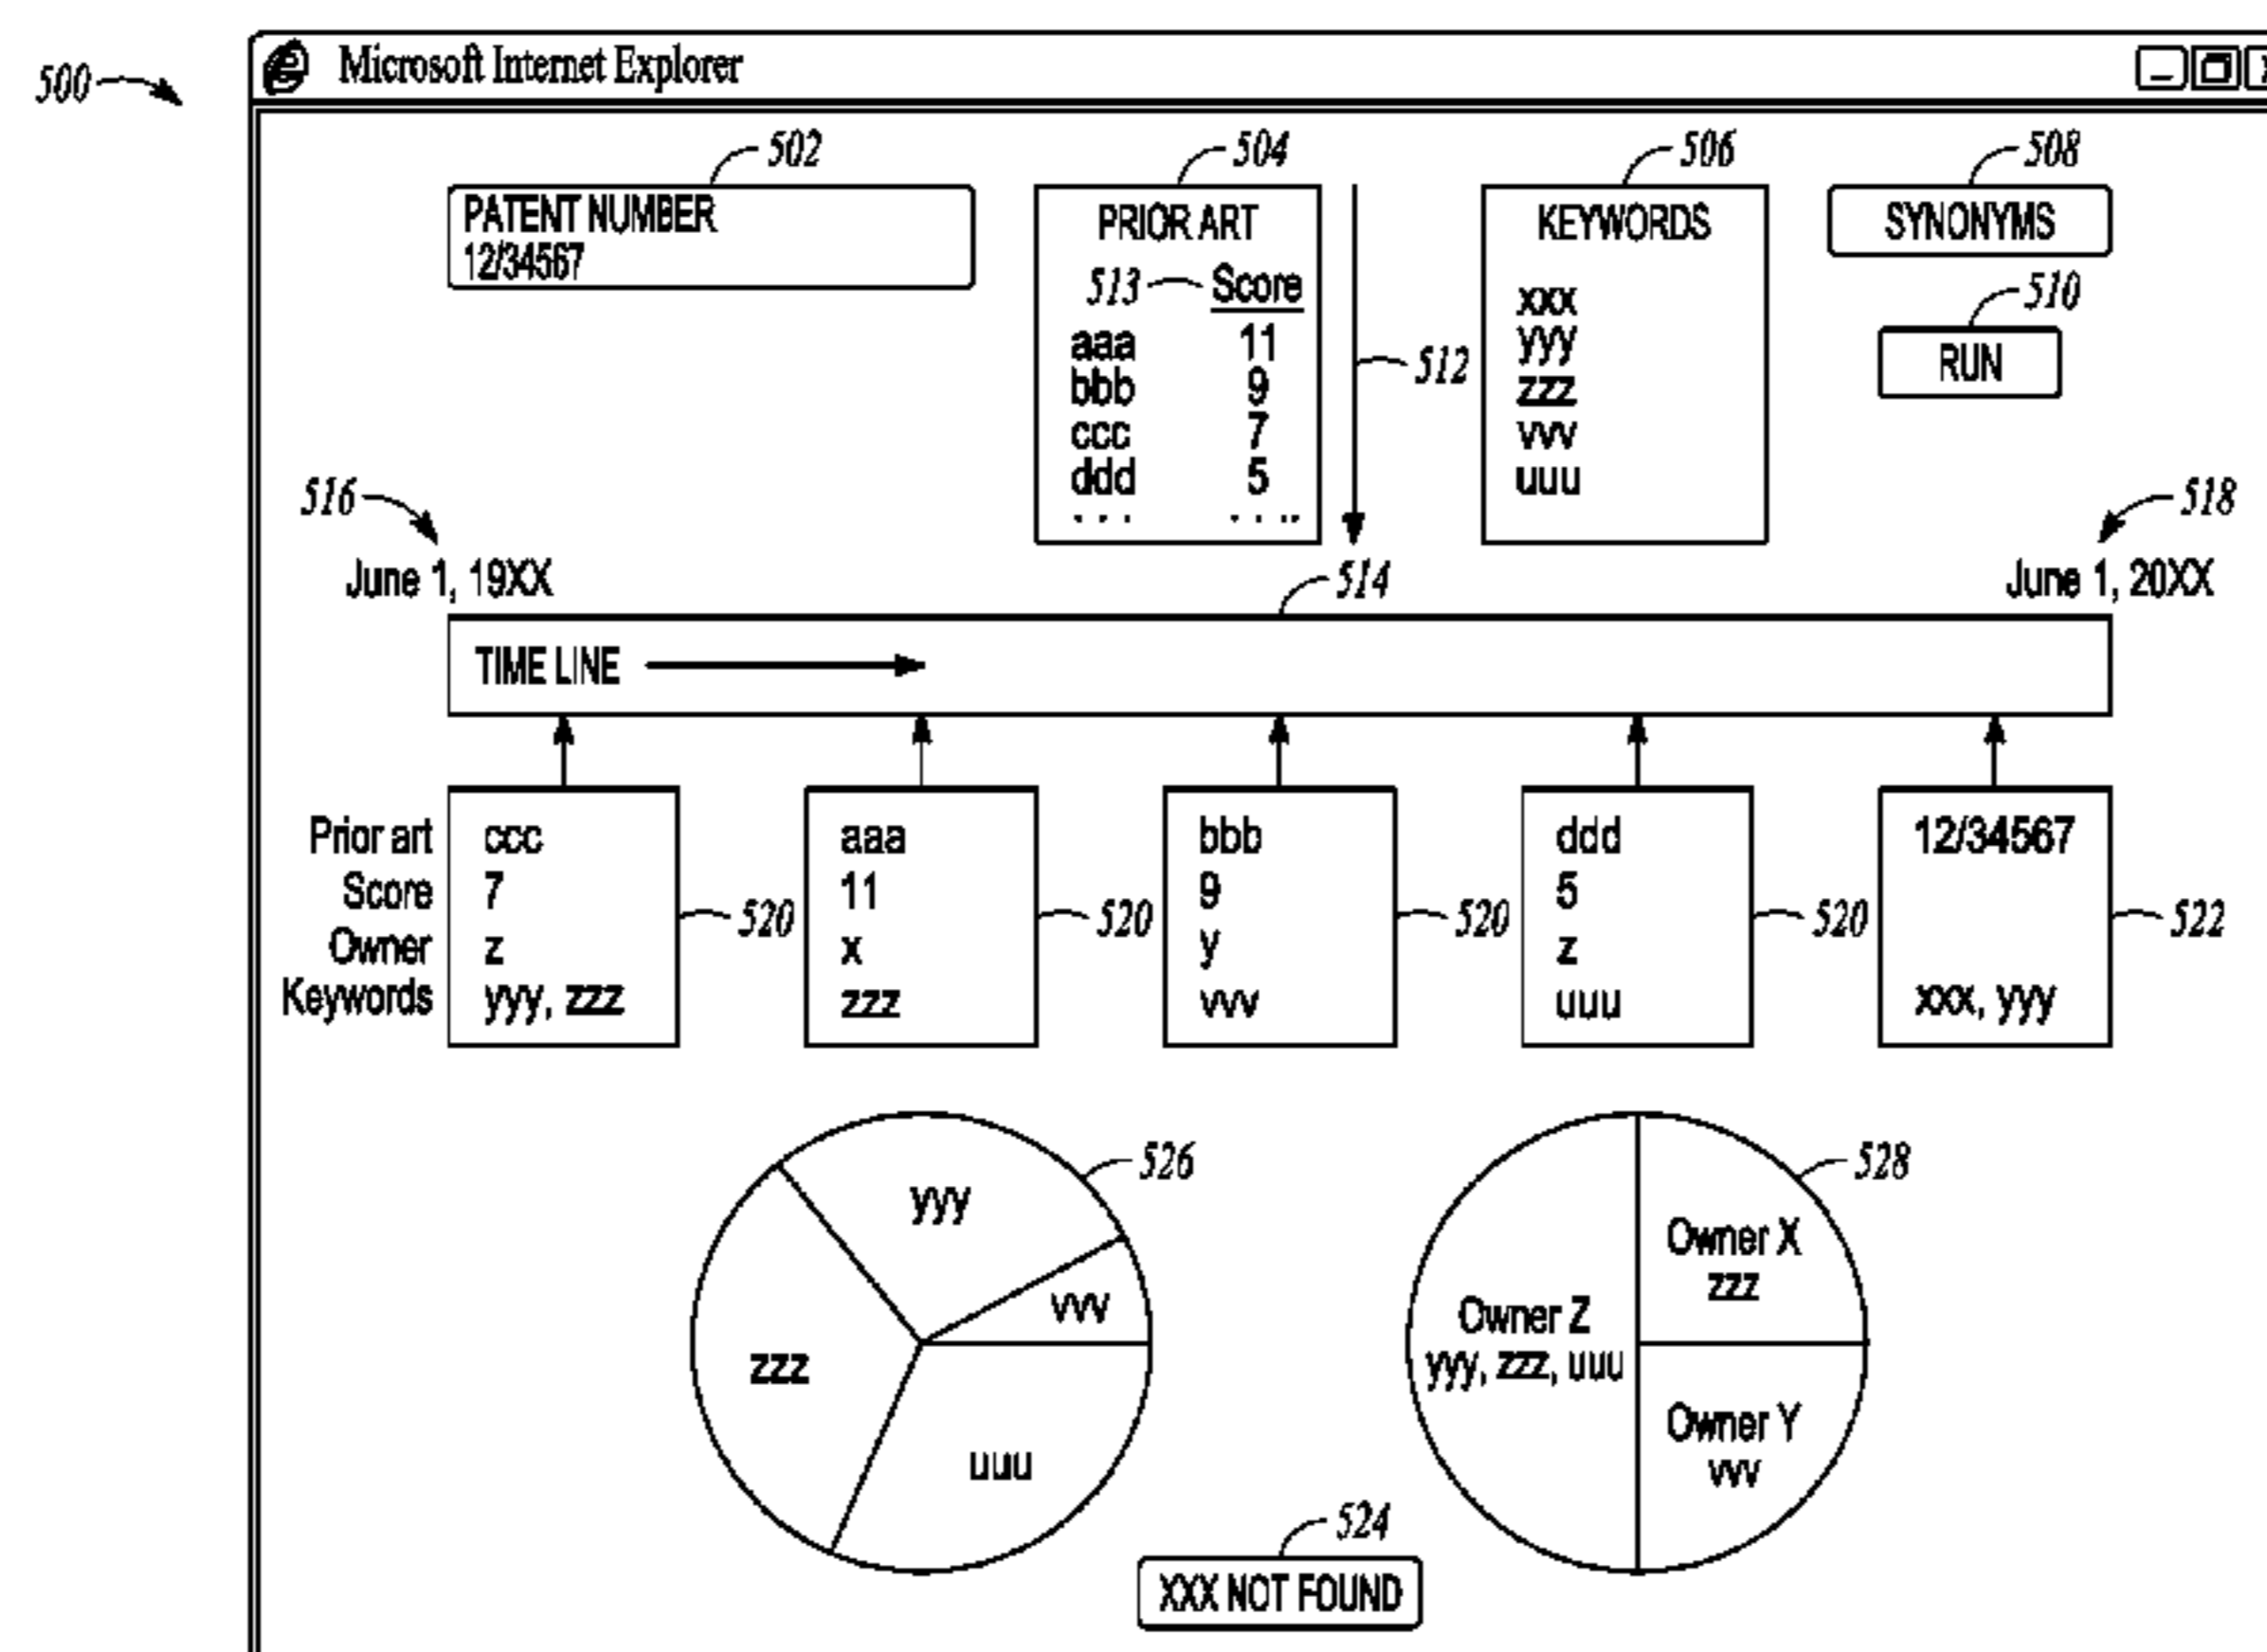 Microsoft Internet Explorer
500
502 504 506 508
PATENT NUMBER
12/34567
PRIOR ART
513 Score
aaa 11
bbb 9
ccc 7
ddd 5
. . . . . ..
512
KEYWORDS
xxx
yyy
zzz
vvv
uuu
SYNONYMS
510
RUN
516
518
June 1, 19XX
514
June 1, 20XX
TIME LINE
Prior art ccc aaa bbb ddd 12/34567
Score 7 11 9 5
520 520 520 520 522
Owner z x y z
Keywords yyy, zzz zzz vvv uuu xxx, yyy
526
yyy
vvv
zzz
uuu
528
Owner X
zzz
Owner Z
yyy, zzz, uuu
Owner Y
vvv
524
XXX NOT FOUND